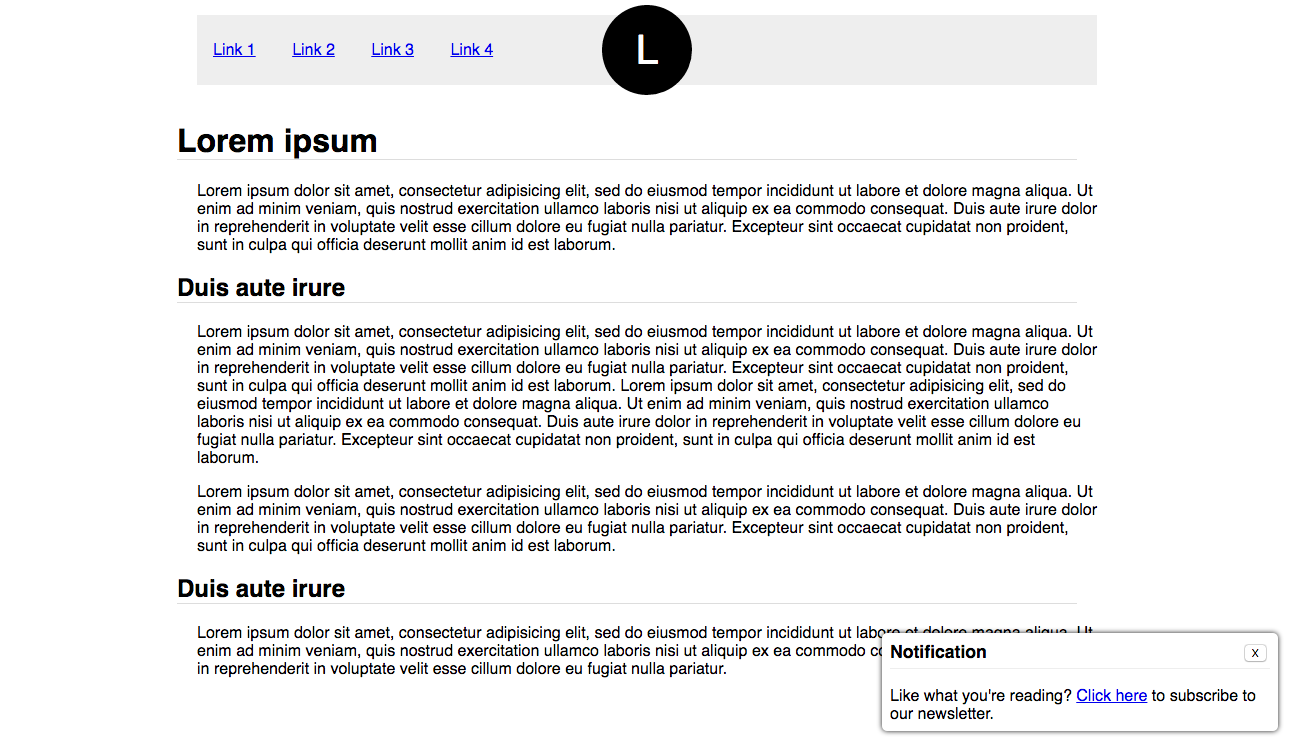 Link 1 Link 2 Link 3 Link 4 L
Lorem ipsum
Lorem ipsum dolor sit amet, consectetur adipisicing elit, sed do eiusmod tempor incididunt ut labore et dolore magna aliqua. Ut
enim ad minim veniam, quis nostrud exercitation ullamco laboris nisi ut aliquip ex ea commodo consequat. Duis aute irure dolor
in reprehenderit in voluptate velit esse cillum dolore eu fugiat nulla pariatur. Excepteur sint occaecat cupidatat non proident,
sunt in culpa qui officia deserunt mollit anim id est laborum.
Duis aute irure
Lorem ipsum dolor sit amet, consectetur adipisicing elit, sed do eiusmod tempor incididunt ut labore et dolore magna aliqua. Ut
enim ad minim veniam, quis nostrud exercitation ullamco laboris nisi ut aliquip ex ea commodo consequat. Duis aute irure dolor
in reprehenderit in voluptate velit esse cillum dolore eu fugiat nulla pariatur. Excepteur sint occaecat cupidatat non proident,
sunt in culpa qui officia deserunt mollit anim id est laborum. Lorem ipsum dolor sit amet, consectetur adipisicing elit, sed do
eiusmod tempor incididunt ut labore et dolore magna aliqua. Ut enim ad minim veniam, quis nostrud exercitation ullamco
laboris nisi ut aliquip ex ea commodo consequat. Duis aute irure dolor in reprehenderit in voluptate velit esse cillum dolore eu
fugiat nulla pariatur. Excepteur sint occaecat cupidatat non proident, sunt in culpa qui officia deserunt mollit anim id est
laborum.
Lorem ipsum dolor sit amet, consectetur adipisicing elit, sed do eiusmod tempor incididunt ut labore et dolore magna aliqua. Ut
enim ad minim veniam, quis nostrud exercitation ullamco laboris nisi ut aliquip ex ea commodo consequat. Duis aute irure dolor
in reprehenderit in voluptate velit esse cillum dolore eu fugiat nulla pariatur. Excepteur sint occaecat cupidatat non proident,
sunt in culpa qui officia deserunt mollit anim id est laborum.
Duis aute irure
Lorem ipsum dolor sit amet, consectetur adipisicing elit, sed do eiusmod tempor incididunt ut labore et dolore magna aliqua. Ut
enim ad minim veniam, quis nostrud exercitation ullamco laboris nisi ut aliquip ex ea commodo
in reprehenderit in voluptate velit esse cillum dolore eu fugiat nulla pariatur.
Notification x
Like what you're reading? Click here to subscribe to
our newsletter.